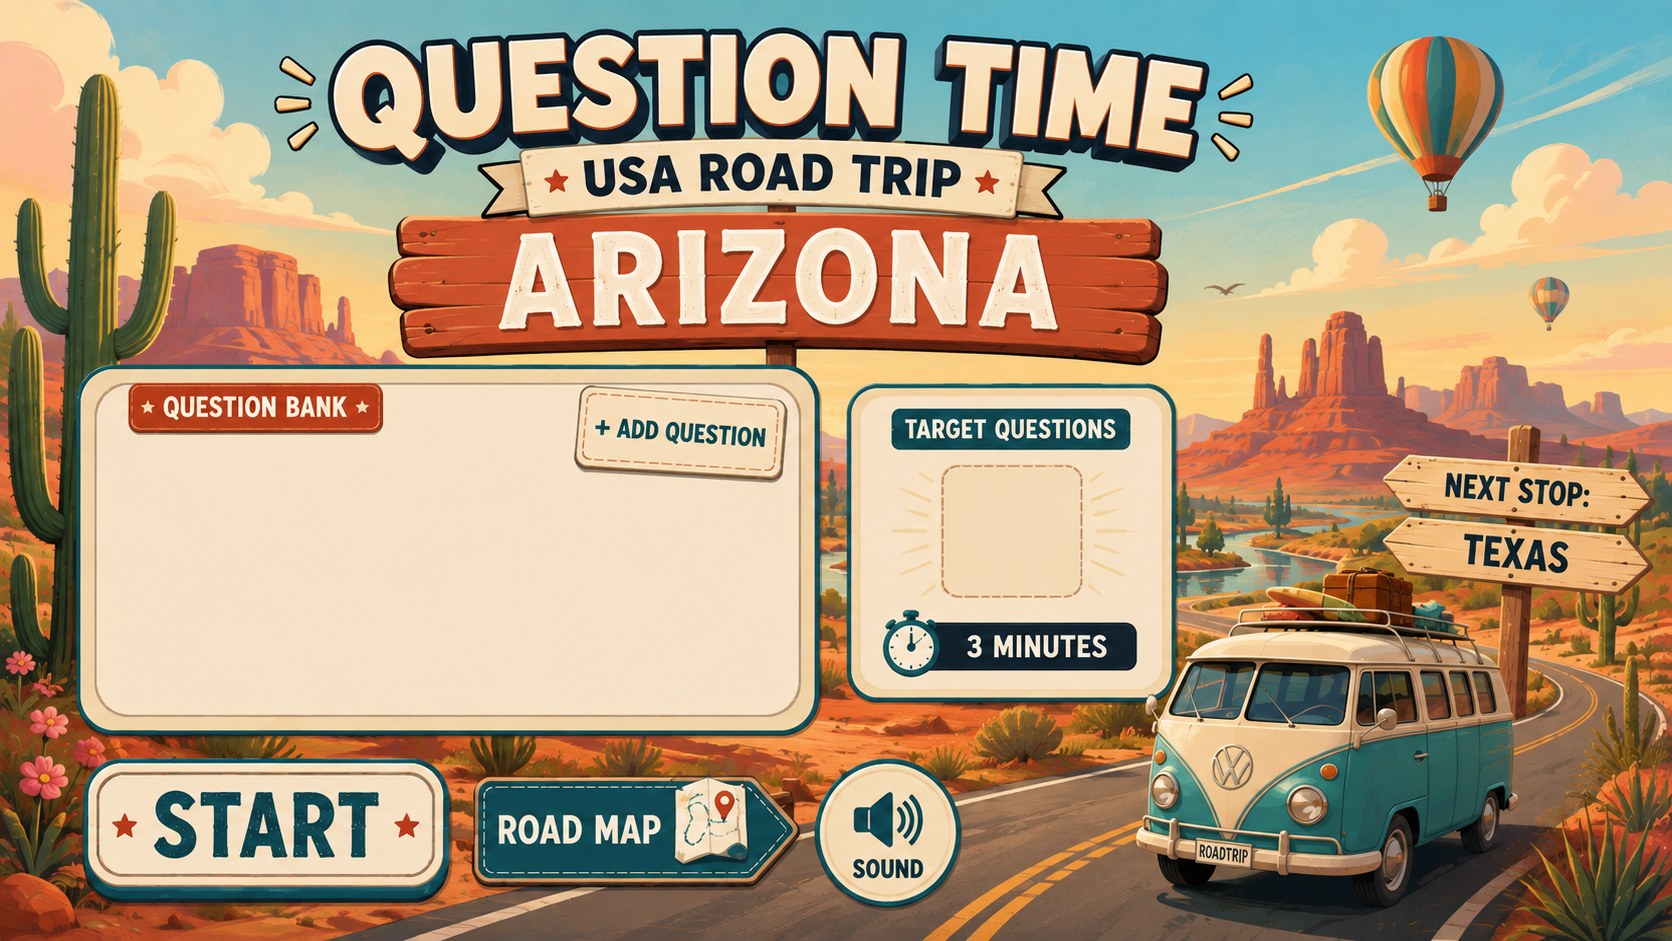 QUESTION TIME
★ USA ROAD TRIP ★
ARIZONA
★ QUESTION BANK ★
+ ADD QUESTION
TARGET QUESTIONS
3 MINUTES
NEXT STOP:
TEXAS
★ START ★
ROAD MAP
SOUND
VW
ROADTRIP